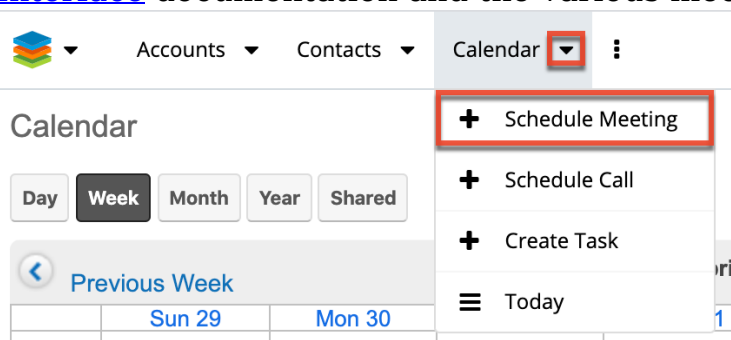 Accounts Contacts Calendar
Calendar
Schedule Meeting
Day Week Month Year Shared
Schedule Call
Create Task
Previous Week
Today
Sun 29 Mon 30